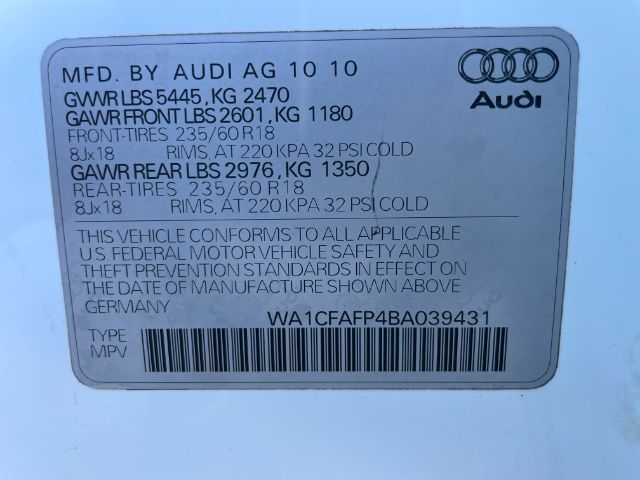 MFD. BY AUDI AG 10 10
Audi
GVWR LBS 5445, KG 2470
GAWR FRONT LBS 2601, KG 1180
FRONT-TIRES 235/60 R18
8Jx18 RIMS, AT 220 KPA 32 PSI COLD
GAWR REAR LBS 2976, KG 1350
REAR-TIRES 235/60 R18
8Jx18 RIMS, AT 220 KPA 32 PSI COLD
THIS VEHICLE CONFORMS TO ALL APPLICABLE
U.S. FEDERAL MOTOR VEHICLE SAFETY AND
THEFT PREVENTION STANDARDS IN EFFECT ON
THE DATE OF MANUFACTURE SHOWN ABOVE
GERMANY
WA1CFAFP4BA039431
TYPE
MPV